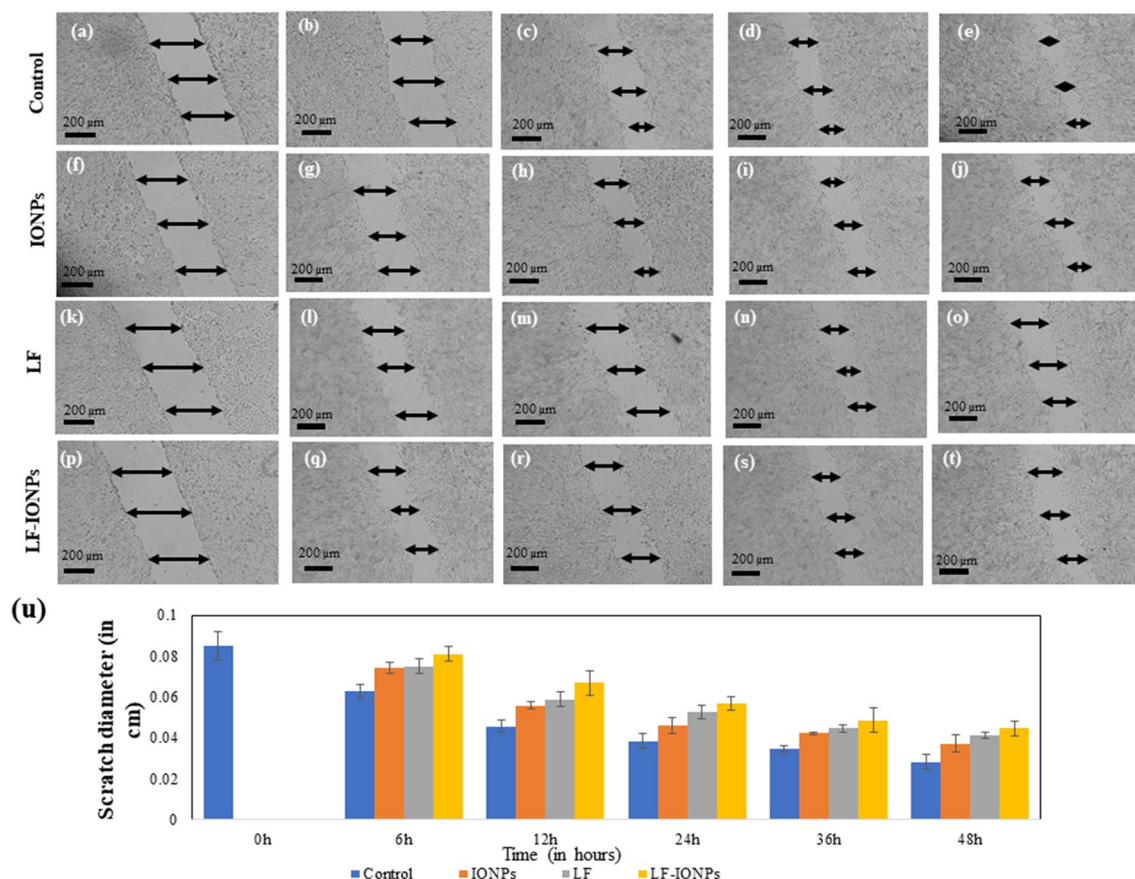 (a) (b) (c) (d) (e)
Control
200 µm 200 µm 200 µm 200 µm 200 µm
(f) (g) (h) (i) (j)
IONPs
200 µm 200 µm 200 µm 200 µm 200 µm
(k) (l) (m) (n) (o)
LF
200 µm 200 µm 200 µm 200 µm 200 µm
(p) (q) (r) (s) (t)
LF-IONPs
200 µm 200 µm 200 µm 200 µm 200 µm
(u)
Scratch diameter (in
cm)
0.1
0.08
0.06
0.04
0.02
0
0h 6h 12h 24h 36h 48h
Time (in hours)
Control IONPs LF LF-IONPs